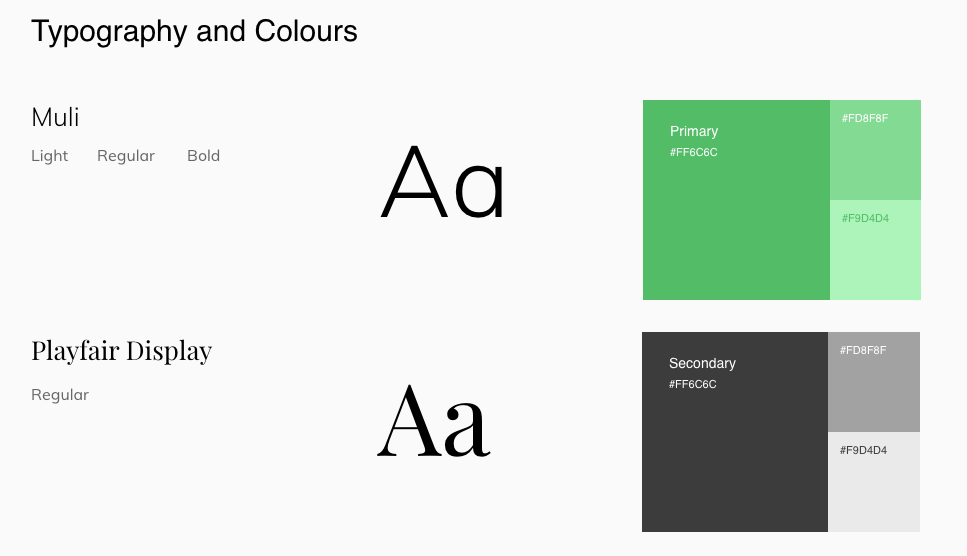 Typography and Colours
Muli
Light Regular Bold
Aa
Primary
#FF6C6C
#FD8F8F
#F9D4D4
Playfair Display
Regular
Aa
Secondary
#FF6C6C
#FD8F8F
#F9D4D4